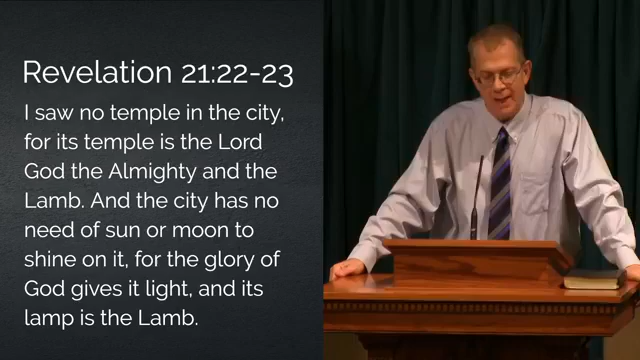 Revelation 21:22-23
I saw no temple in the city,
for its temple is the Lord
God the Almighty and the
Lamb. And the city has no
need of sun or moon to
shine on it, for the glory of
God gives it light, and its
lamp is the Lamb.